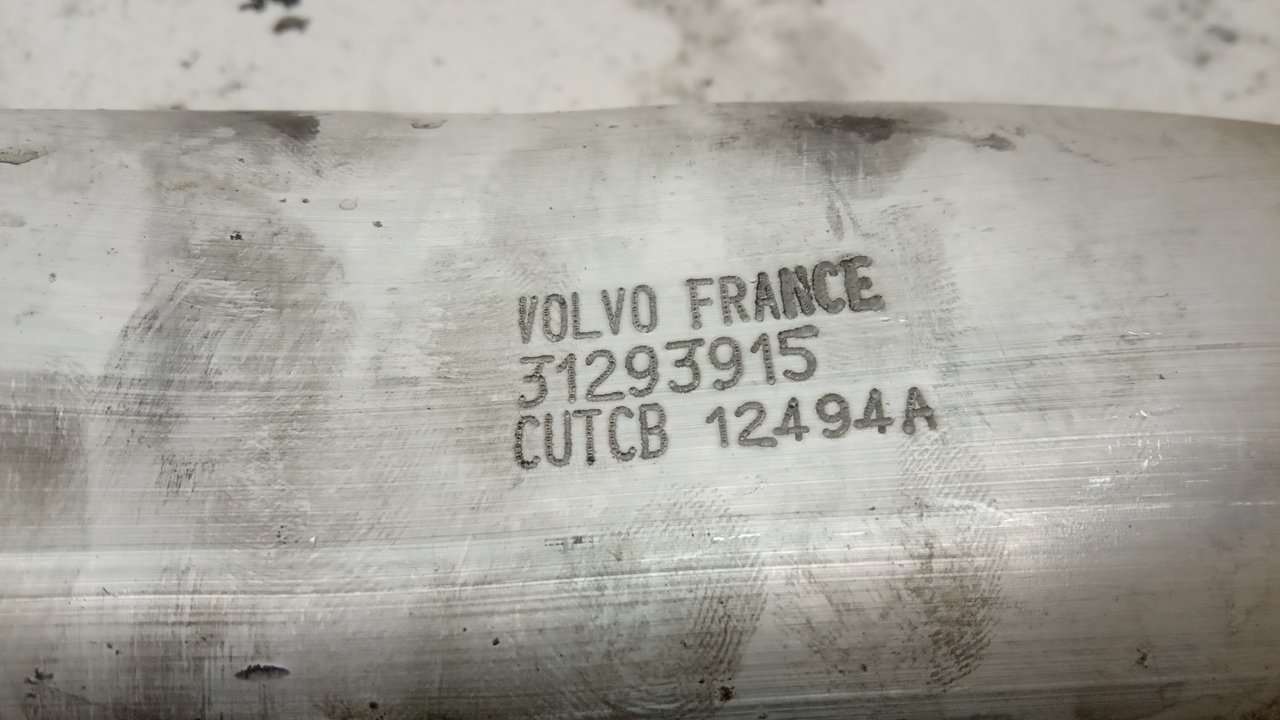 VOLVO FRANCE
31293915
CUTCB 12494A